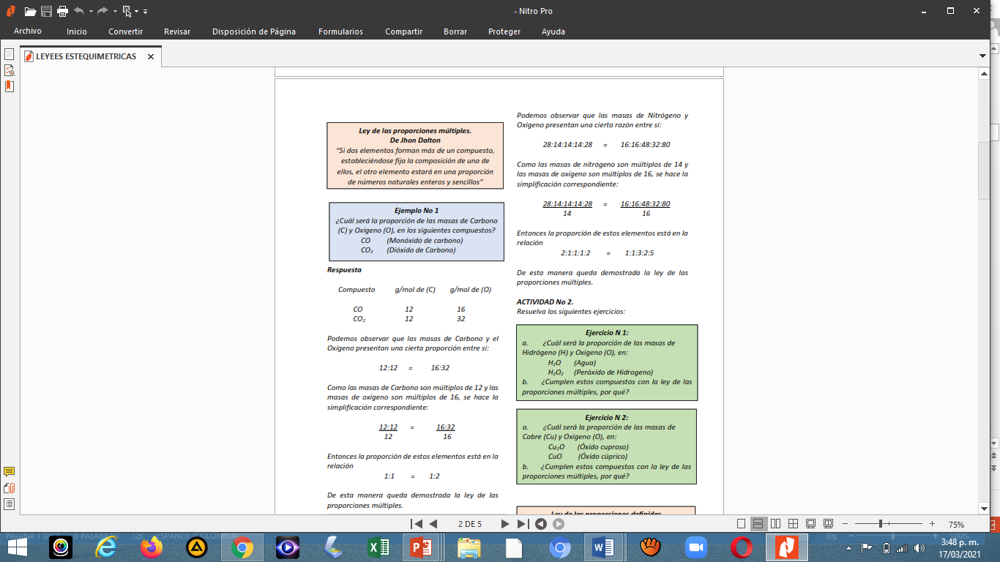 - Nitro Pro
Archivo Inicio Convertir Revisar Disposición de Página Formularios Compartir Borrar Proteger Ayuda
LEYEES ESTEQUIMETRICAS
Ley de las proporciones múltiples.
De Jhon Dalton
“Si dos elementos forman más de un compuesto,
estableciéndose fija la composición de uno de
ellos, el otro elemento estará en una proporción
de números naturales enteros y sencillos”
Ejemplo No 1
¿Cuál será la proporción de las masas de Carbono
(C) y Oxigeno (O), en los siguientes compuestos?
CO (Monóxido de carbono)
CO₂ (Dióxido de Carbono)
Respuesta
Compuesto g/mol de (C) g/mol de (O)
CO 12 16
CO₂ 12 32
Podemos observar que las masas de Carbono y el
Oxígeno presentan una cierta proporción entre sí:
12:12 = 16:32
Como las masas de Carbono son múltiplos de 12 y las
masas de oxigeno son múltiplos de 16, se hace la
simplificación correspondiente:
12:12 = 16:32
12 16
Entonces la proporción de estos elementos está en la
relación
1:1 = 1:2
De esta manera queda demostrada la ley de las
proporciones múltiples.
Podemos observar que las masas de Nitrógeno y
Oxígeno presentan una cierta razón entre sí:
28:14:14:14:28 = 16:16:48:32:80
Como las masas de nitrógeno son múltiplos de 14 y
las masas de oxigeno son múltiplos de 16, se hace la
simplificación correspondiente:
28:14:14:14:28 = 16:16:48:32:80
14 16
Entonces la proporción de estos elementos está en la
relación
2:1:1:1:2 = 1:1:3:2:5
De esta manera queda demostrada la ley de las
proporciones múltiples.
ACTIVIDAD No 2.
Resuelva los siguientes ejercicios:
Ejercicio N 1:
a. ¿Cuál será la proporción de las masas de
Hidrógeno (H) y Oxigeno (O), en:
H₂O (Agua)
H₂O₂ (Peróxido de Hidrogeno)
b. ¿Cumplen estos compuestos con la ley de las
proporciones múltiples, por qué?
Ejercicio N 2:
a. ¿Cuál será la proporción de las masas de
Cobre (Cu) y Oxigeno (O), en:
Cu₂O (Óxido cuproso)
CuO (Óxido cúprico)
b. ¿Cumplen estos compuestos con la ley de las
proporciones múltiples, por qué?
Ley de las proporciones definidas
2 DE 5
75%
PÁGINA 1 DE 0 PALABRAS ESPAÑOL (COLOMBIA) 100%
3:48 p. m.
17/03/2021